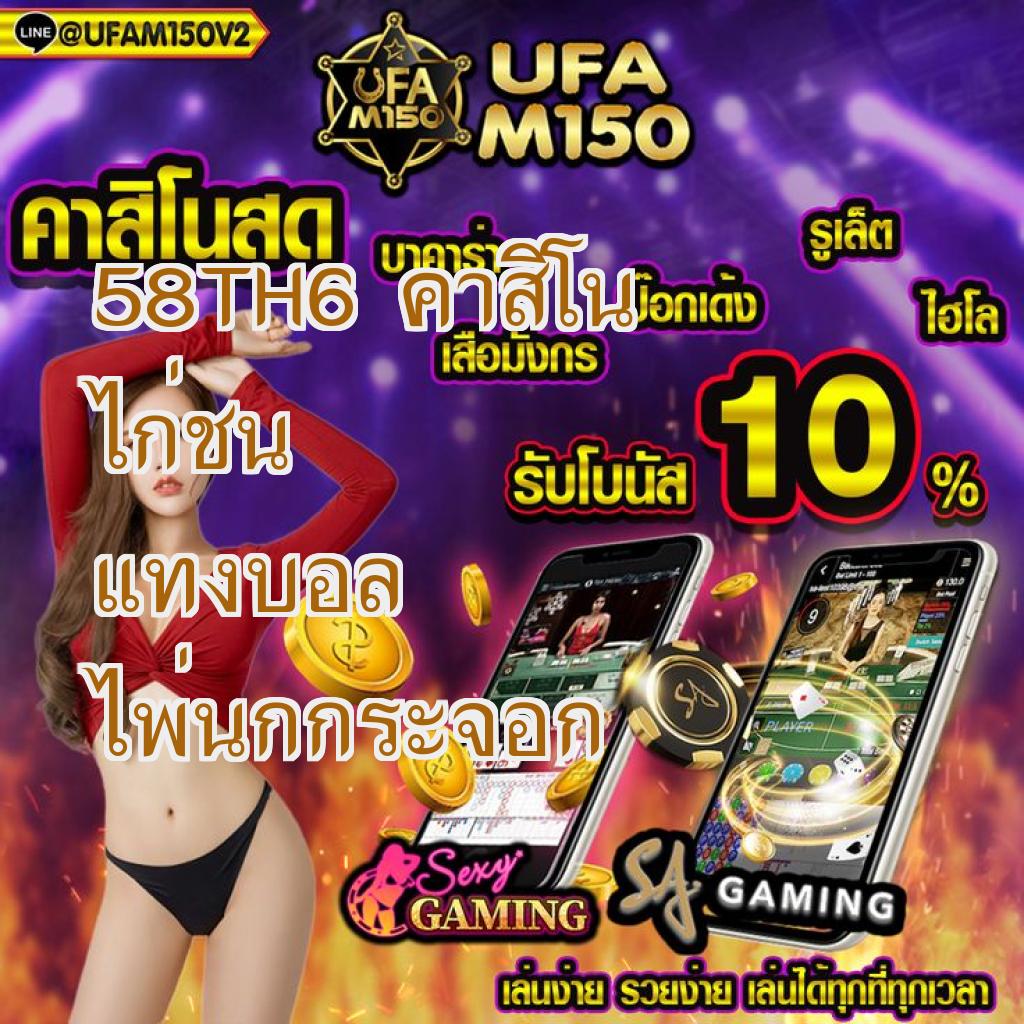 LINE @UFAM150V2
UFA
M150
UFA
M150
คาสิโนสด
บาคาร่า
รูเล็ต
58TH6 คาสิโน
ป๊อกเด้ง
ไฮโล
เสือมังกร
ไก่ชน
10
รับโบนัส
%
แทงบอล
ไพ่นกกระจอก
PLAYER
Sexy
GAMING
SA GAMING
เล่นง่าย รวยง่าย เล่นได้ทุกที่ทุกเวลา